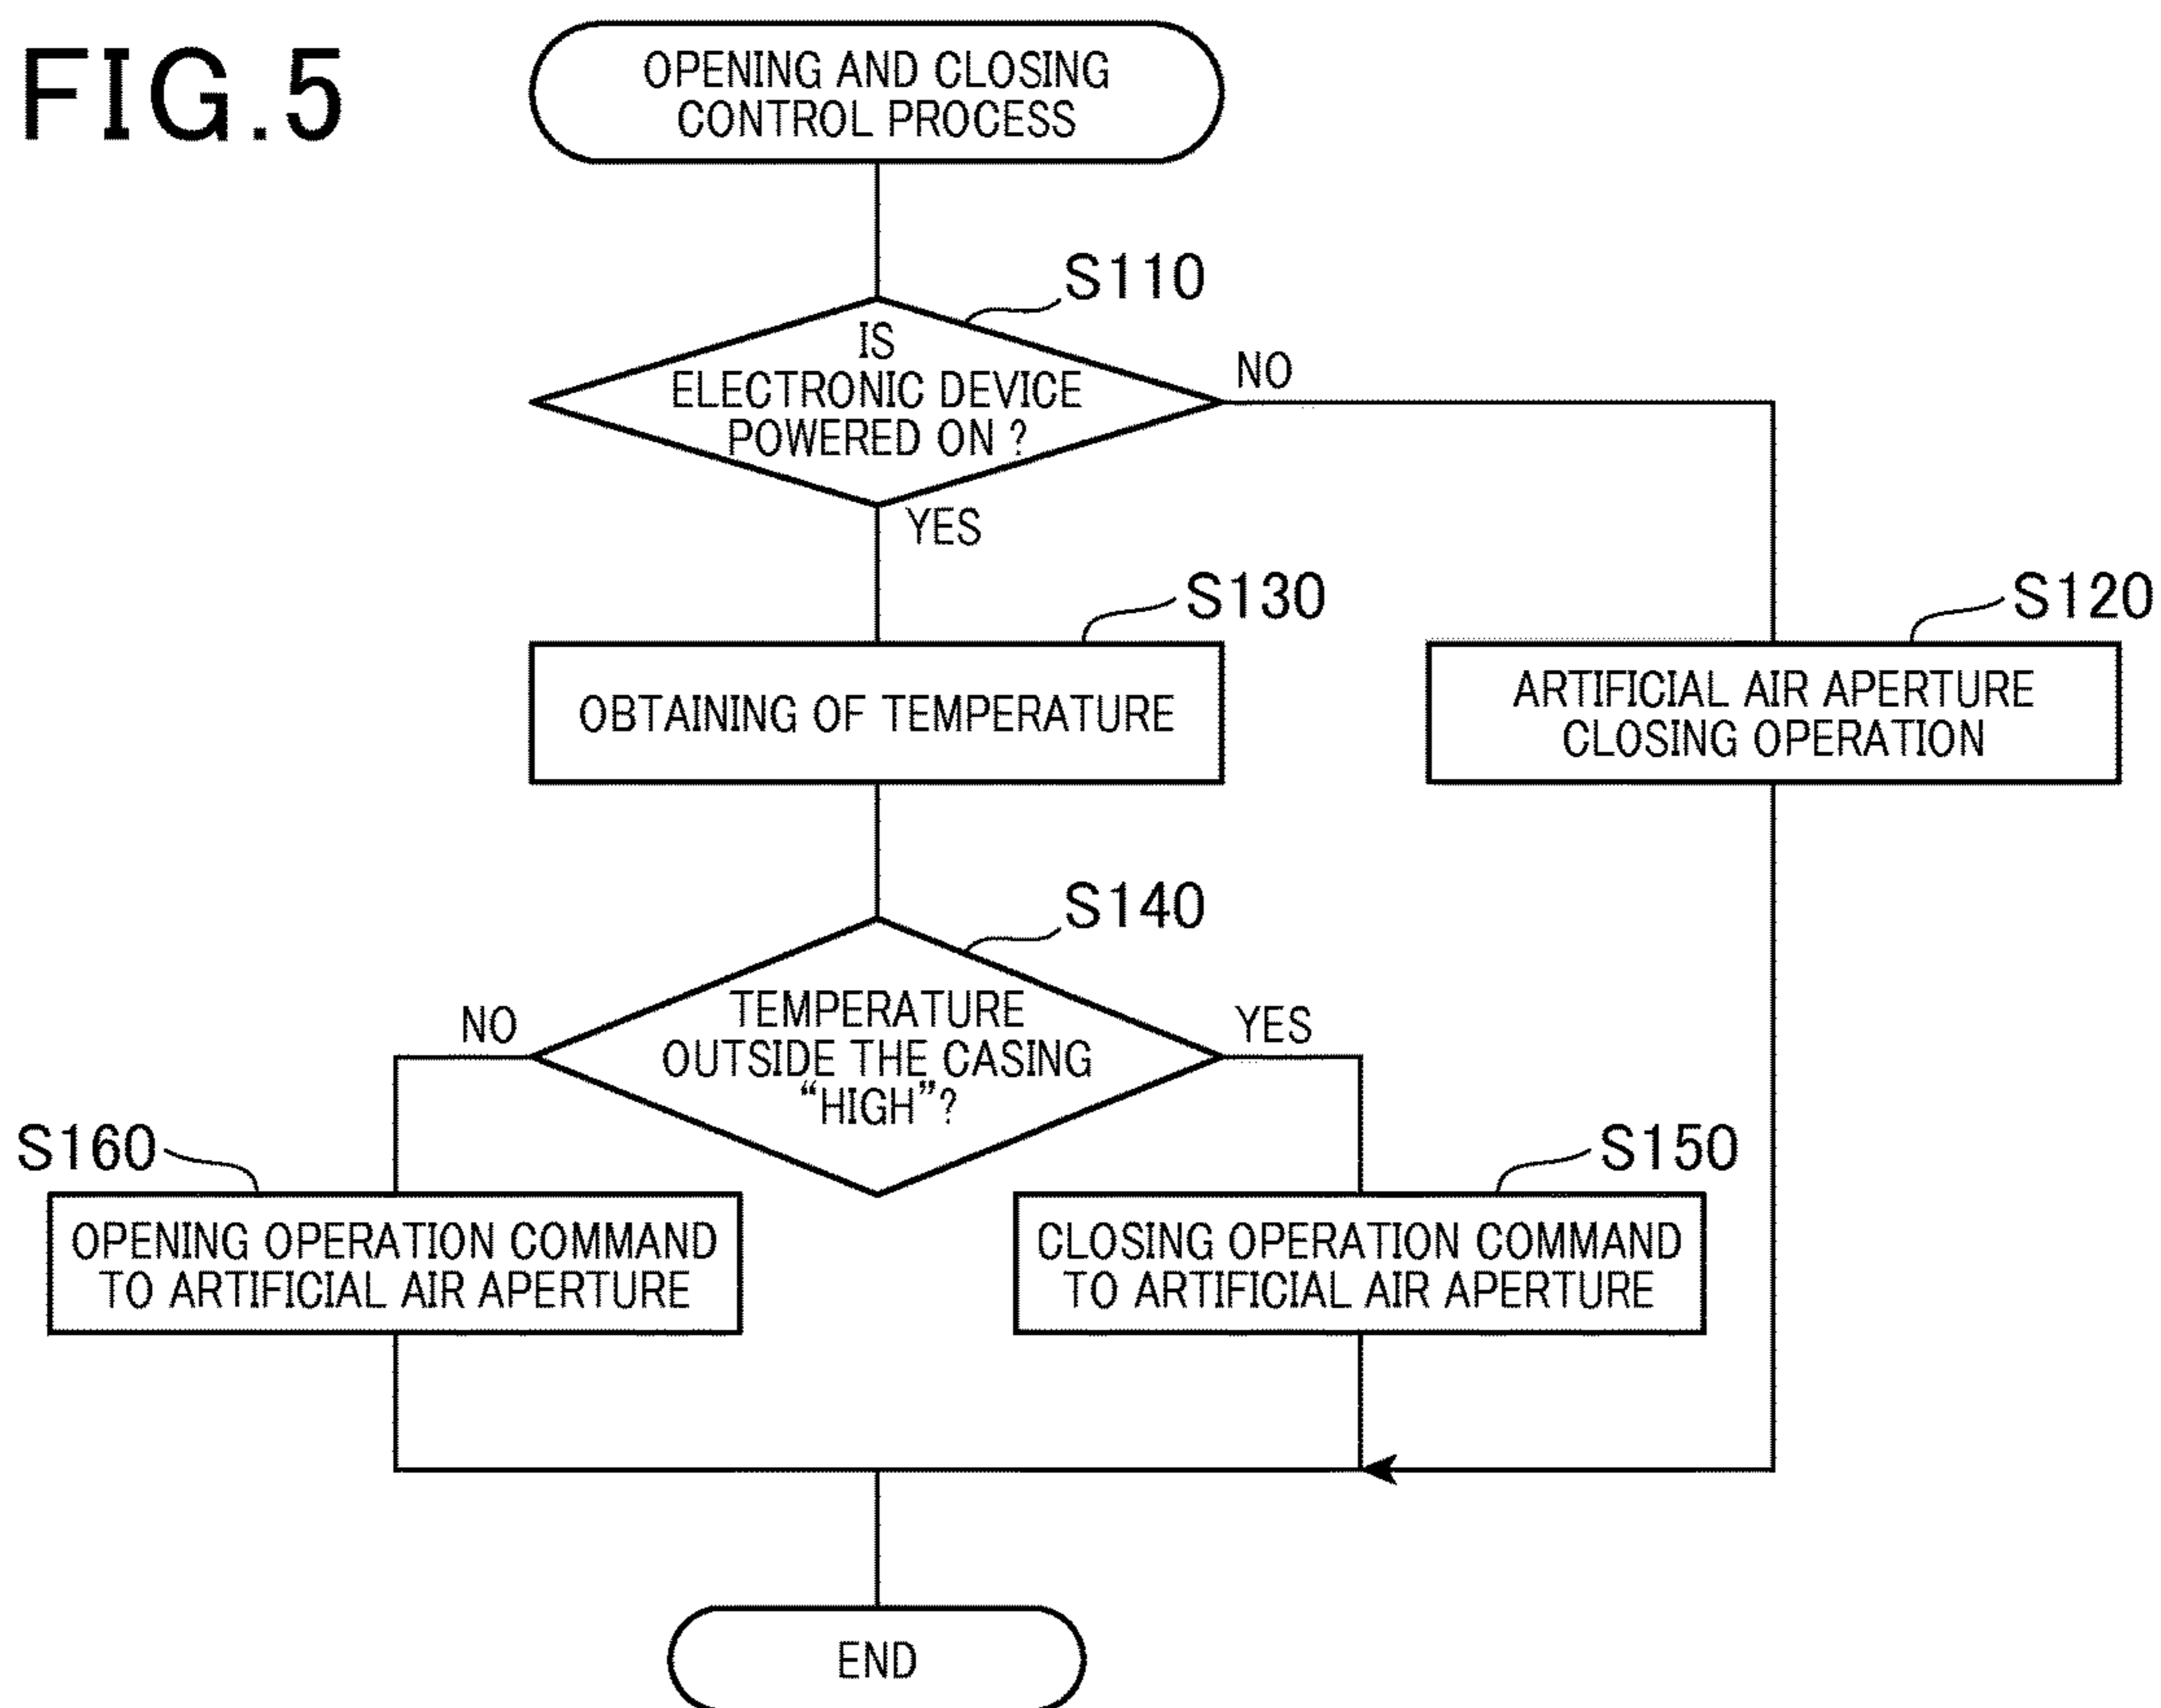 FIG.5
OPENING AND CLOSING
CONTROL PROCESS
S110
IS
ELECTRONIC DEVICE
POWERED ON ?
NO
YES
S130
OBTAINING OF TEMPERATURE
S120
ARTIFICIAL AIR APERTURE
CLOSING OPERATION
S140
TEMPERATURE
OUTSIDE THE CASING
“HIGH”?
NO
YES
S160
OPENING OPERATION COMMAND
TO ARTIFICIAL AIR APERTURE
S150
CLOSING OPERATION COMMAND
TO ARTIFICIAL AIR APERTURE
END